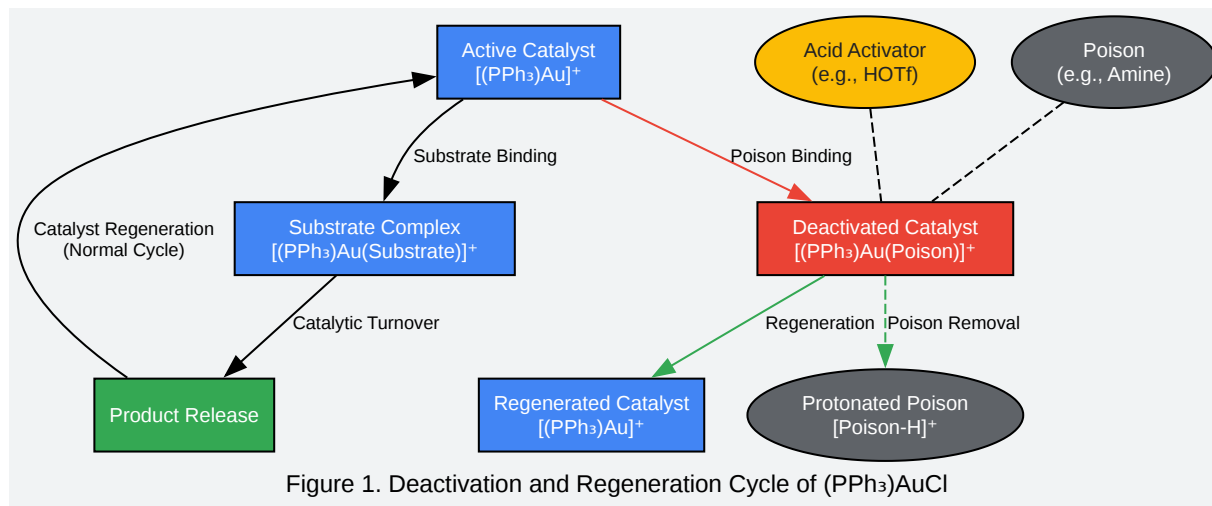 Active Catalyst
[(PPh₃)Au]⁺
Acid Activator
(e.g., HOTf)
Poison
(e.g., Amine)
Substrate Binding
Poison Binding
Catalyst Regeneration
(Normal Cycle)
Substrate Complex
[(PPh₃)Au(Substrate)]⁺
Deactivated Catalyst
[(PPh₃)Au(Poison)]⁺
Catalytic Turnover
Regeneration
Poison Removal
Product Release
Regenerated Catalyst
[(PPh₃)Au]⁺
Protonated Poison
[Poison-H]⁺
Figure 1. Deactivation and Regeneration Cycle of (PPh₃)AuCl